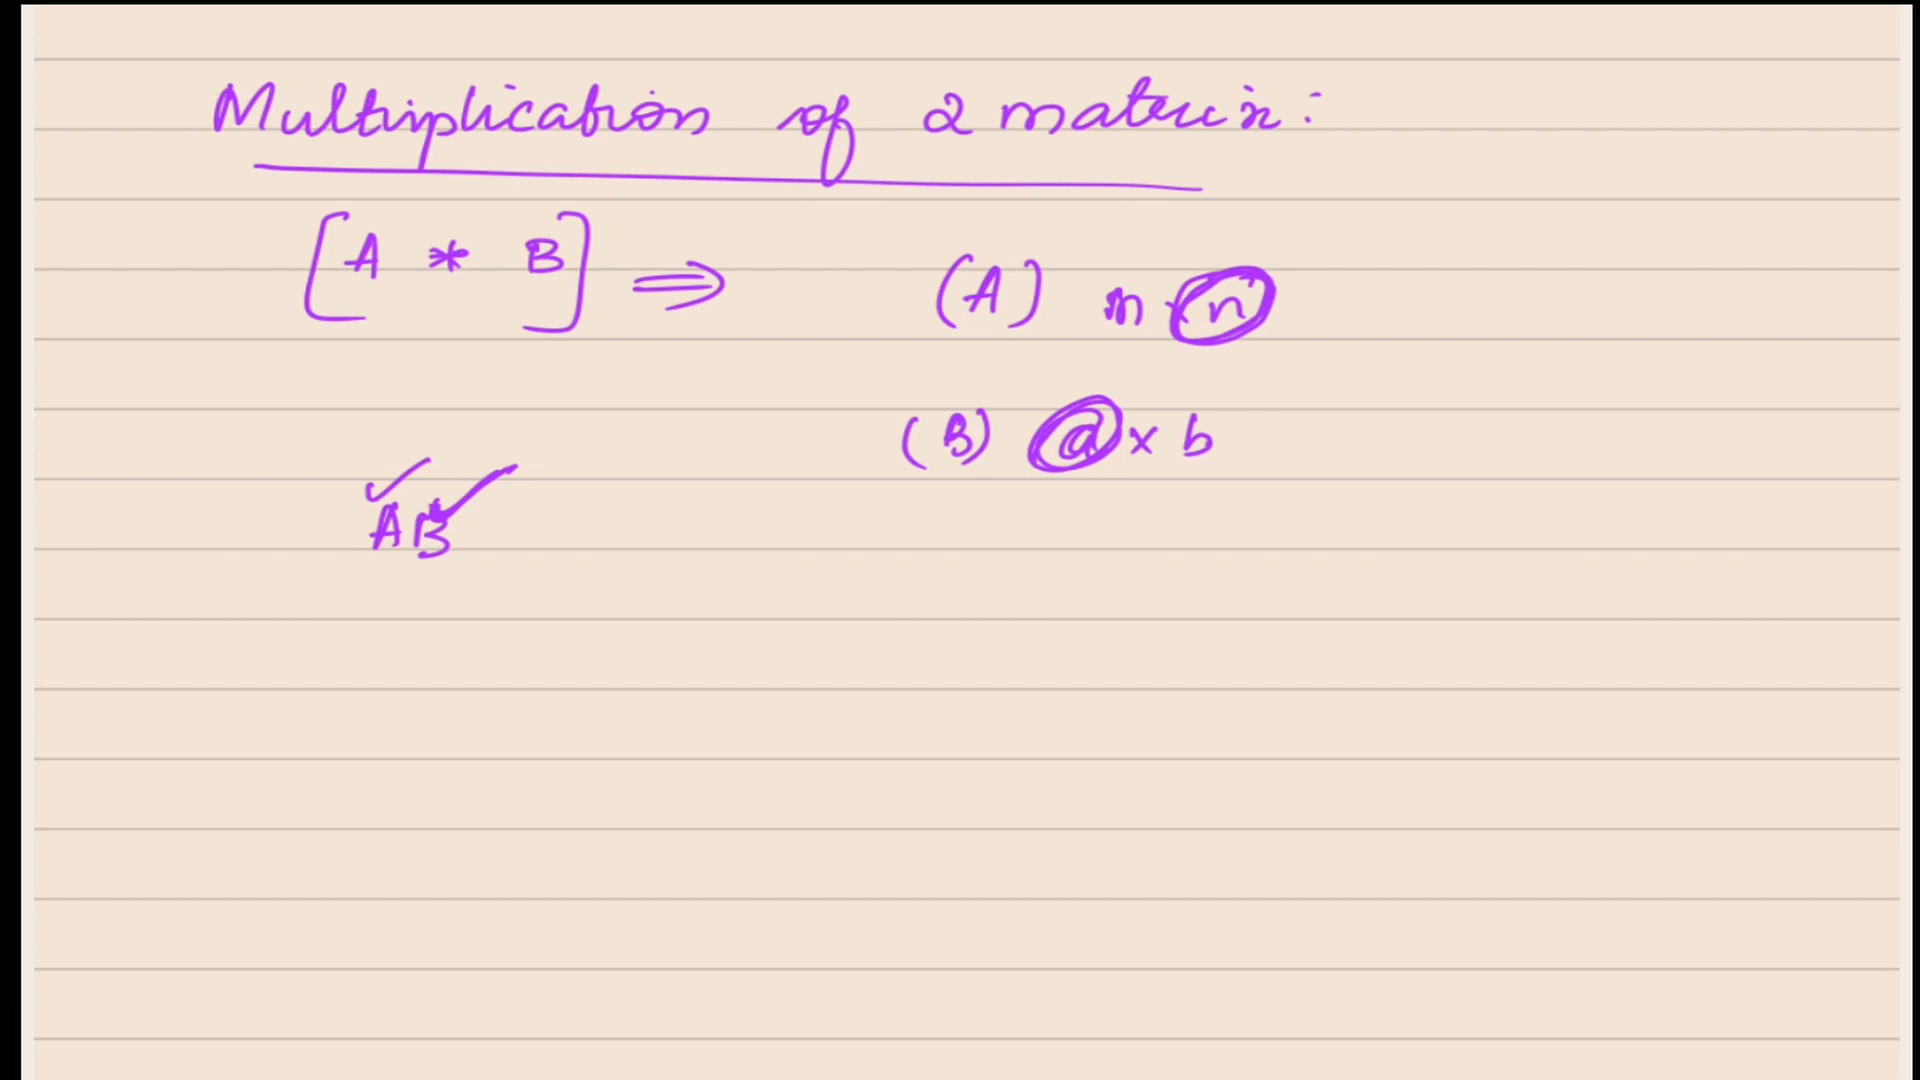 Multiplication of 2 matrix:
[A * B] ⇒ (A) n × n
(B) a × b
AB